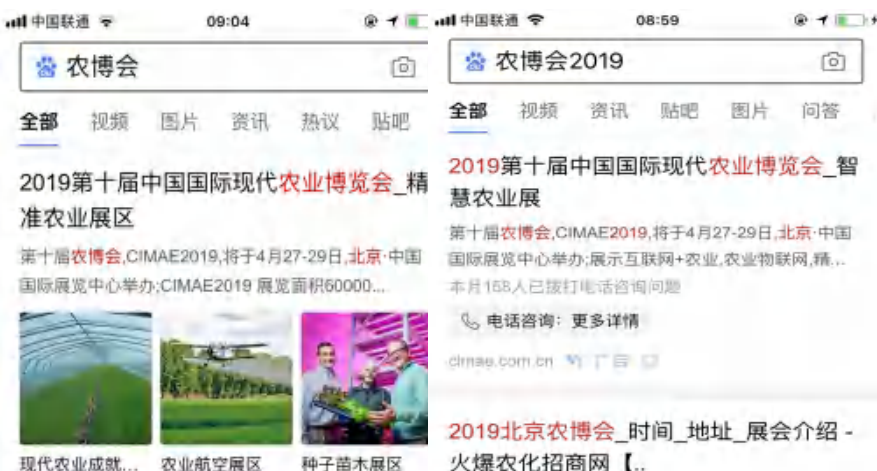 中国联通
09:04
农博会
全部 视频 图片 资讯 热议 贴吧
2019第十届中国国际现代农业博览会_精
准农业展区
第十届农博会,CIMAE2019,将于4月27-29日,北京·中国
国际展览中心举办;CIMAE2019 展览面积60000...
现代农业成就... 农业航空展区 种子苗木展区
中国联通
08:59
农博会2019
全部 视频 资讯 贴吧 图片 问答
2019第十届中国国际现代农业博览会_智
慧农业展
第十届农博会,CIMAE2019,将于4月27-29日,北京·中国
国际展览中心举办;展示互联网+农业,农业物联网,精...
本月158人已拨打电话咨询问题
电话咨询：更多详情
cimae.com.cn 广告
2019北京农博会_时间_地址_展会介绍 -
火爆农化招商网【..